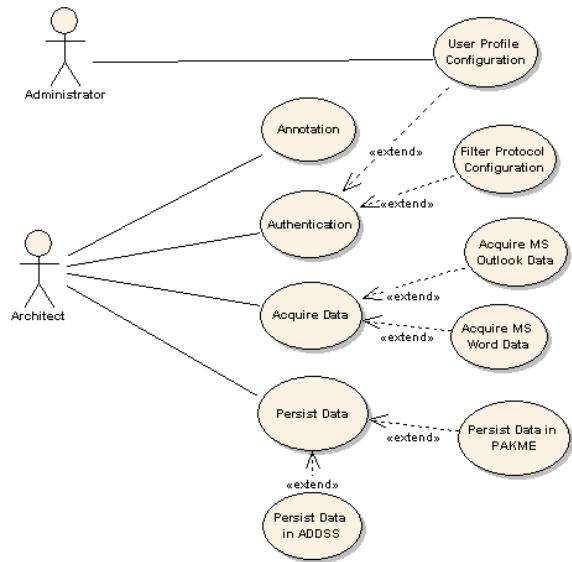 User Profile
Configuration
Administrator
Annotation
«extend»
Filter Protocol
Configuration
«extend»
Authentication
Acquire MS
Outlook Data
Architect
«extend»
Acquire Data
Acquire MS
Word Data
«extend»
Persist Data
Persist Data in
PAKME
«extend»
«extend»
Persist Data
in ADDSS